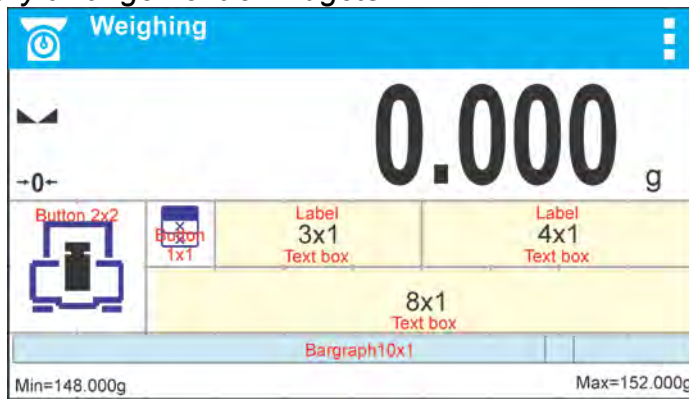 Weighing
0.000
→0←
g
Button 2x2
Button
1x1
Label
3x1
Text box
Label
4x1
Text box
8x1
Text box
Bargraph10x1
Min=148.000g
Max=152.000g